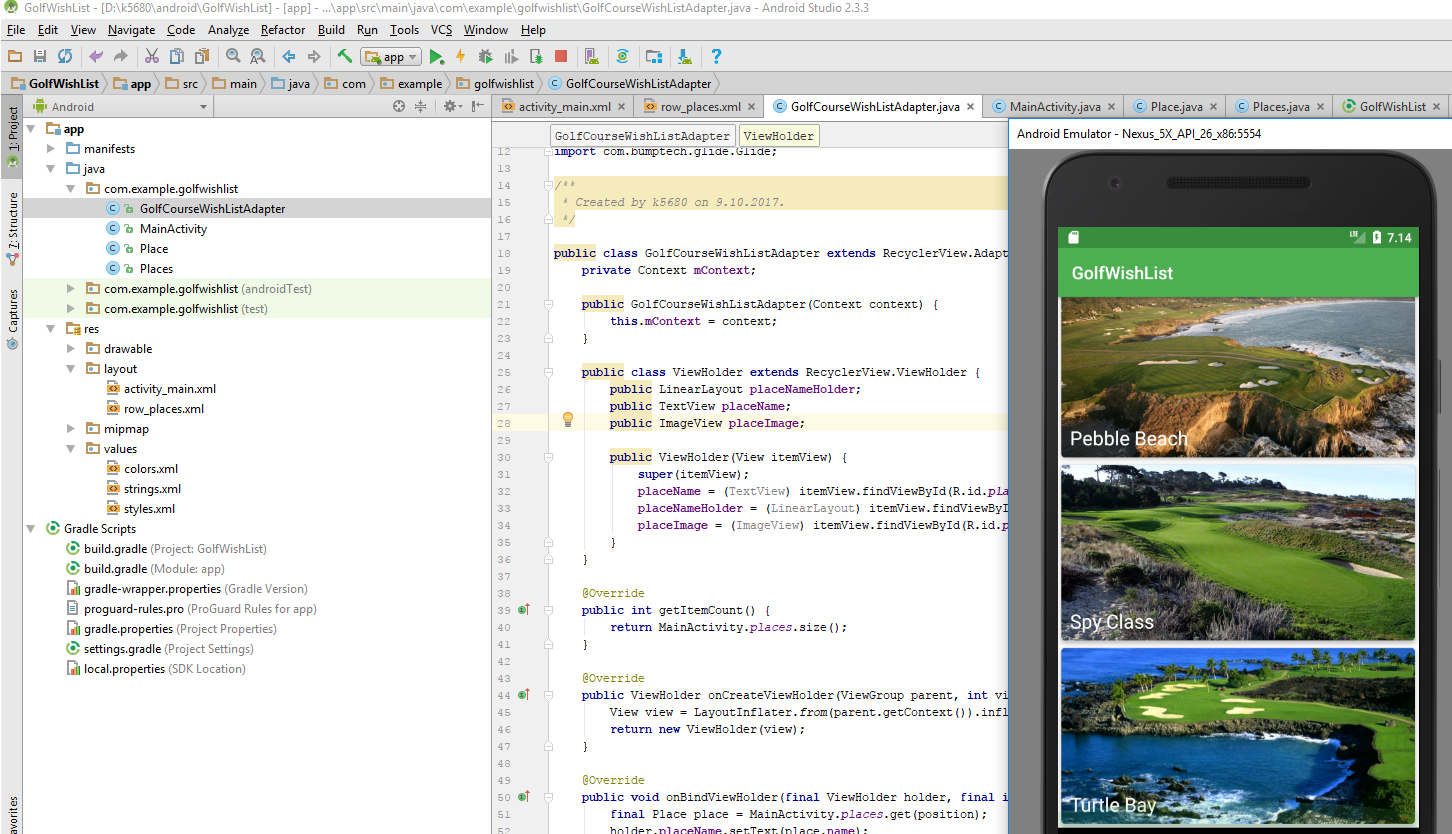 GolfWishList - [D:\k5680\android\GolfWishList] - [app] - ...\app\src\main\java\com\example\golfwishlist\GolfCourseWishListAdapter.java - Android Studio 2.3.3
File Edit View Navigate Code Analyze Refactor Build Run Tools VCS Window Help
app
GolfWishList app src main java com example golfwishlist GolfCourseWishListAdapter
Android
activity_main.xml row_places.xml GolfCourseWishListAdapter.java MainActivity.java Place.java Places.java GolfWishList
1: Project
7: Structure
Captures
avorites
app
manifests
java
com.example.golfwishlist
GolfCourseWishListAdapter
MainActivity
Place
Places
com.example.golfwishlist (androidTest)
com.example.golfwishlist (test)
res
drawable
layout
activity_main.xml
row_places.xml
mipmap
values
colors.xml
strings.xml
styles.xml
Gradle Scripts
build.gradle (Project: GolfWishList)
build.gradle (Module: app)
gradle-wrapper.properties (Gradle Version)
proguard-rules.pro (ProGuard Rules for app)
gradle.properties (Project Properties)
settings.gradle (Project Settings)
local.properties (SDK Location)
GolfCourseWishListAdapter ViewHolder
12 import com.bumptech.glide.Glide;
13
14 /**
15 * Created by k5680 on 9.10.2017.
16 */
17
18 public class GolfCourseWishListAdapter extends RecyclerView.Adapt
19 private Context mContext;
20
21 public GolfCourseWishListAdapter(Context context) {
22 this.mContext = context;
23 }
24
25 public class ViewHolder extends RecyclerView.ViewHolder {
26 public LinearLayout placeNameHolder;
27 public TextView placeName;
28 public ImageView placeImage;
29
30 public ViewHolder(View itemView) {
31 super(itemView);
32 placeName = (TextView) itemView.findViewById(R.id.pla
33 placeNameHolder = (LinearLayout) itemView.findViewByI
34 placeImage = (ImageView) itemView.findViewById(R.id.p
35 }
36 }
37
38 @Override
39 public int getItemCount() {
40 return MainActivity.places.size();
41 }
42
43 @Override
44 public ViewHolder onCreateViewHolder(ViewGroup parent, int vi
45 View view = LayoutInflater.from(parent.getContext()).infl
46 return new ViewHolder(view);
47 }
48
49 @Override
50 public void onBindViewHolder(final ViewHolder holder, final i
51 final Place place = MainActivity.places.get(position);
52 holder.placeName.setText(place.name);
Android Emulator - Nexus_5X_API_26_x86:5554
LTE 7.14
GolfWishList
Pebble Beach
Spy Class
Turtle Bay